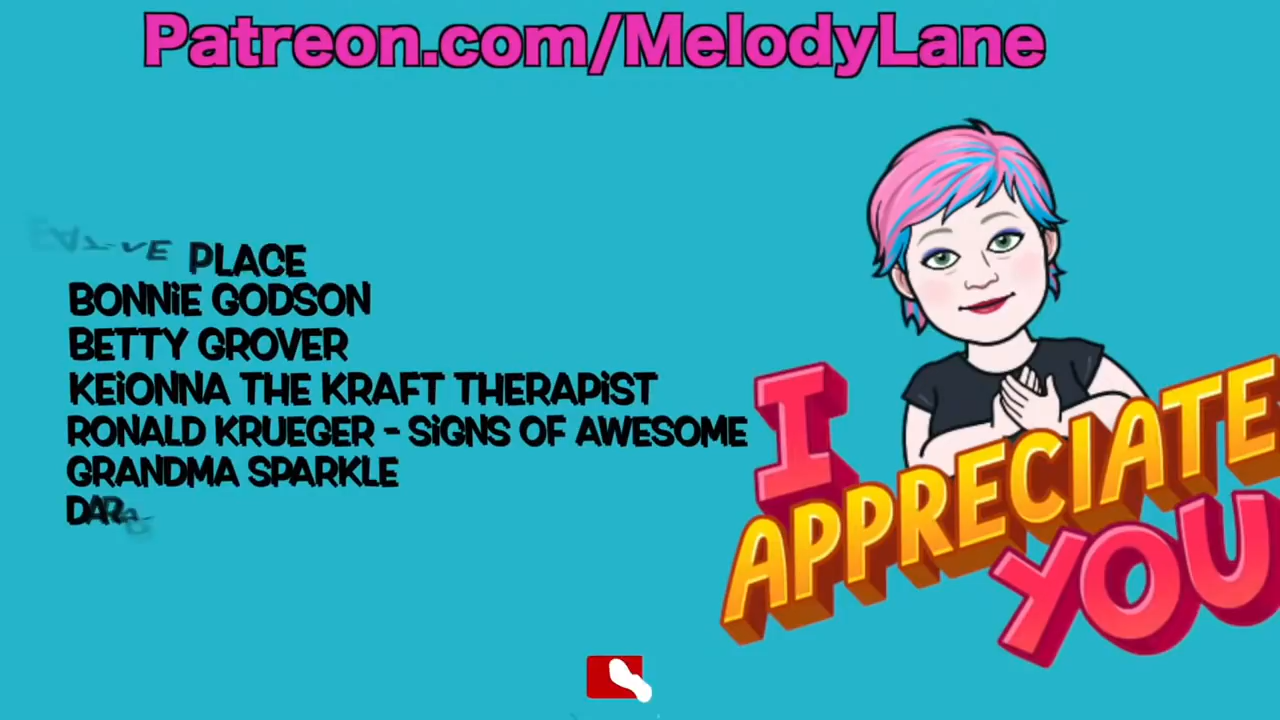 Patreon.com/MelodyLane
PLACE
BONNiE GODSON
BETTY GROVER
KEiONNA THE KRAFT THERAPiST
RONALD KRUEGER - SiGNS OF AWESOME
GRANDMA SPARKLE
I
APPRECIATE
YOU